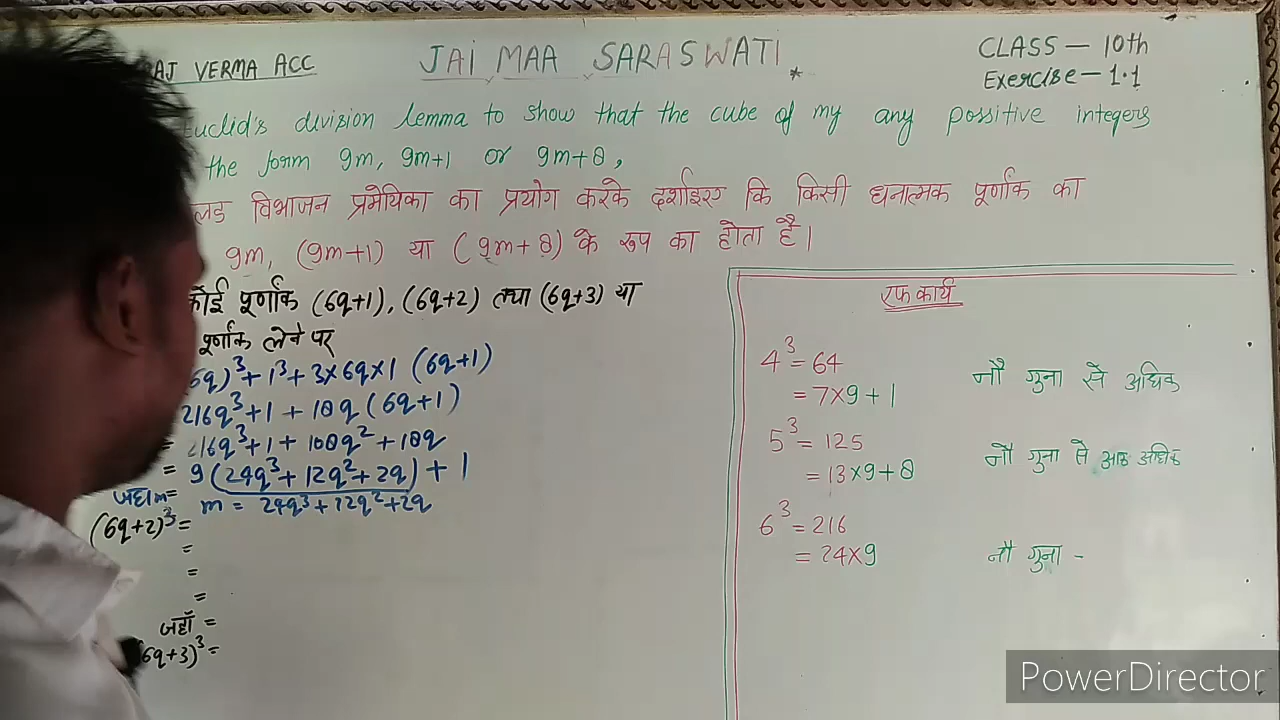 RAJ VERMA ACC
JAI MAA SARASWATI
CLASS — 10th
Exercise — 1.1
Euclid's division lemma to show that the cube of my any possitive integers
the form 9m, 9m+1 or 9m+8,
विभाजन प्रमेयिका का प्रयोग करके दर्शाइए कि किसी धनात्मक पूर्णांक का
9m, (9m+1) या (9m+8) के रूप का होता है।
कोई पूर्णांक (6q+1), (6q+2) तथा (6q+3) या
पूर्णांक लेने पर
6q)³ + 1³ + 3×6q×1 (6q+1)
216q³+1 + 18q (6q+1)
= 216q³+1 + 108q² + 18q
= 9(24q³+12q²+2q) + 1
जहाँ m = m = 24q³+12q²+2q
(6q+2)³ =
=
=
=
जहाँ =
(6q+3)³ =
रफ कार्य
4³ = 64
= 7×9+1 नौ गुना से अधिक
5³ = 125
= 13×9+8 नौ गुना से आठ अधिक
6³ = 216
= 24×9 नौ गुना -
PowerDirector